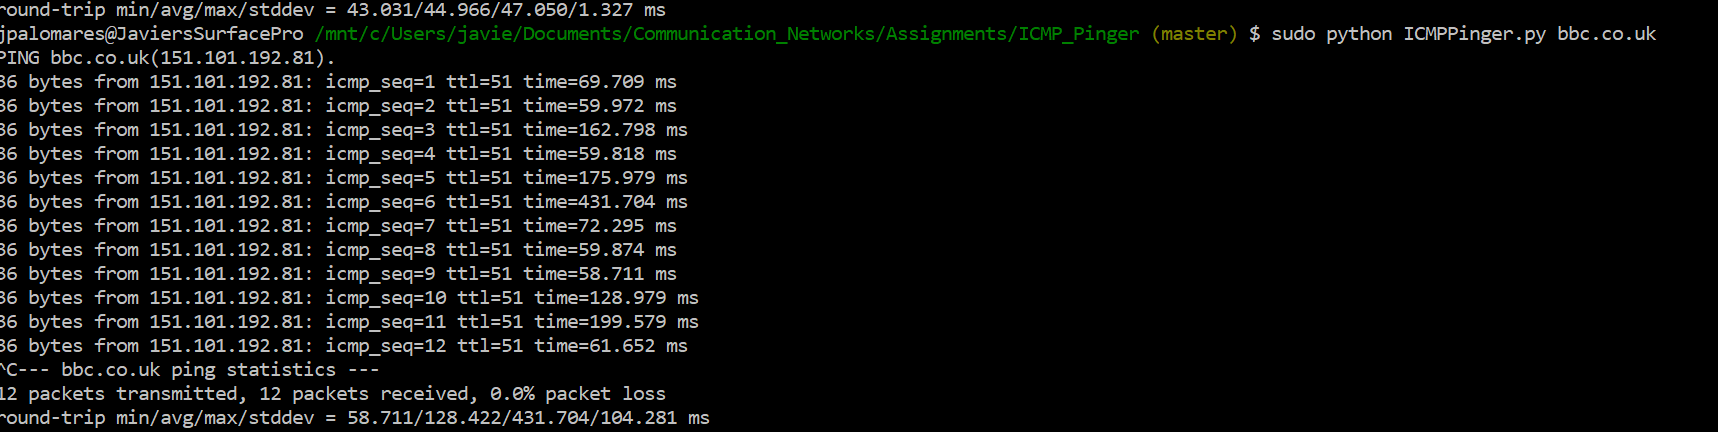 round-trip min/avg/max/stddev = 43.031/44.966/47.050/1.327 ms
jpalomares@JaviersSurfacePro /mnt/c/Users/javie/Documents/Communication_Networks/Assignments/ICMP_Pinger (master) $ sudo python ICMPPinger.py bbc.co.uk
PING bbc.co.uk(151.101.192.81).
36 bytes from 151.101.192.81: icmp_seq=1 ttl=51 time=69.709 ms
36 bytes from 151.101.192.81: icmp_seq=2 ttl=51 time=59.972 ms
36 bytes from 151.101.192.81: icmp_seq=3 ttl=51 time=162.798 ms
36 bytes from 151.101.192.81: icmp_seq=4 ttl=51 time=59.818 ms
36 bytes from 151.101.192.81: icmp_seq=5 ttl=51 time=175.979 ms
36 bytes from 151.101.192.81: icmp_seq=6 ttl=51 time=431.704 ms
36 bytes from 151.101.192.81: icmp_seq=7 ttl=51 time=72.295 ms
36 bytes from 151.101.192.81: icmp_seq=8 ttl=51 time=59.874 ms
36 bytes from 151.101.192.81: icmp_seq=9 ttl=51 time=58.711 ms
36 bytes from 151.101.192.81: icmp_seq=10 ttl=51 time=128.979 ms
36 bytes from 151.101.192.81: icmp_seq=11 ttl=51 time=199.579 ms
36 bytes from 151.101.192.81: icmp_seq=12 ttl=51 time=61.652 ms
^C--- bbc.co.uk ping statistics ---
12 packets transmitted, 12 packets received, 0.0% packet loss
round-trip min/avg/max/stddev = 58.711/128.422/431.704/104.281 ms